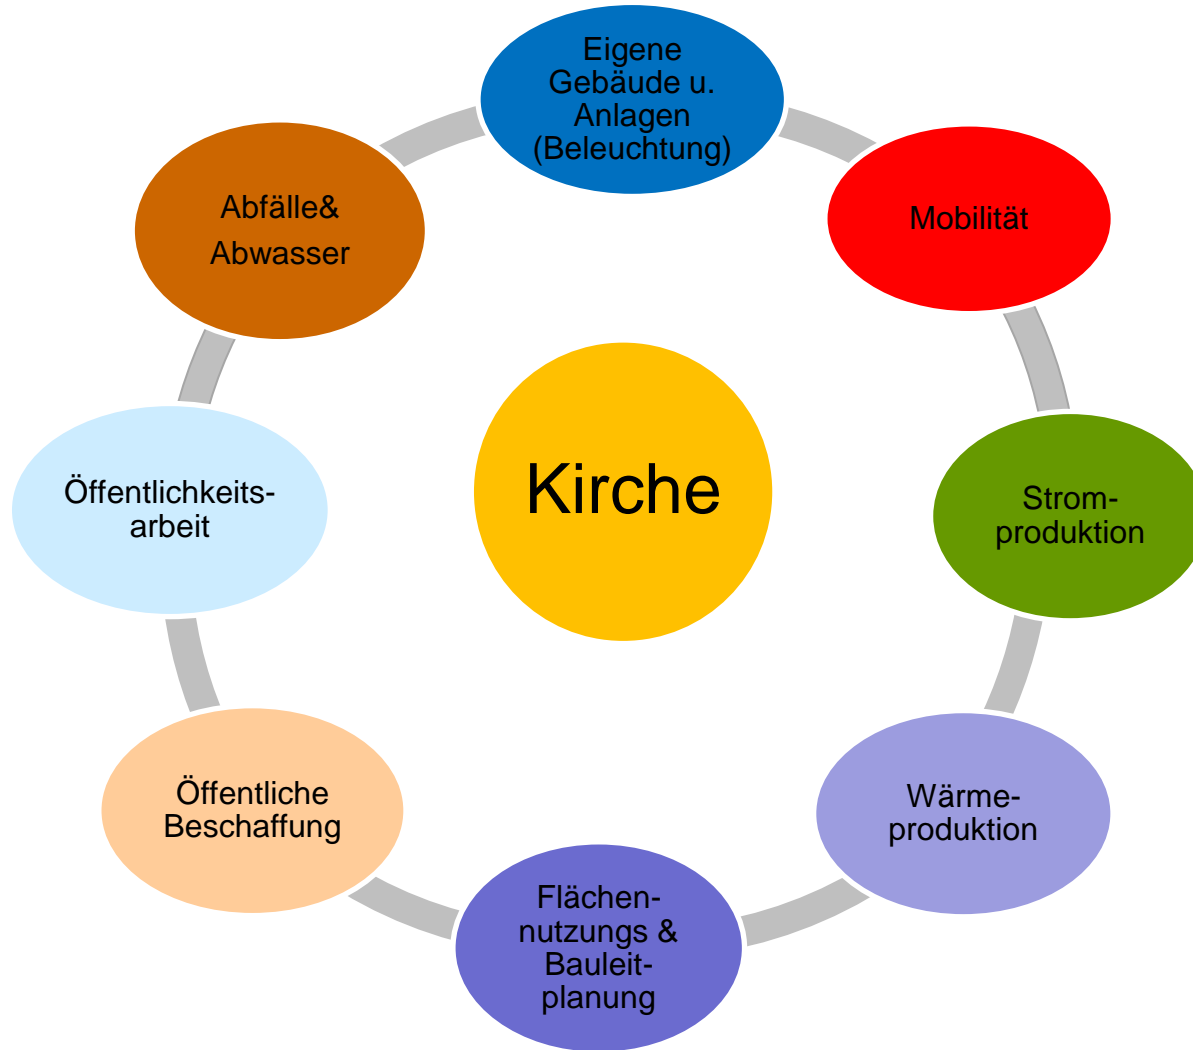 Eigene
Gebäude u.
Anlagen
(Beleuchtung)
Mobilität
Strom-
produktion
Wärme-
produktion
Flächen-
nutzungs &
Bauleit-
planung
Öffentliche
Beschaffung
Öffentlichkeits-
arbeit
Abfälle&
Abwasser
Kirche